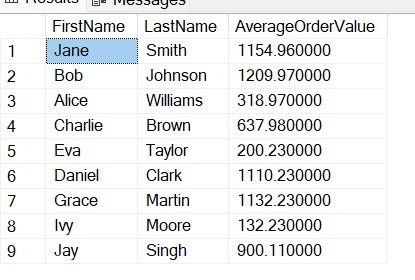 Results Messages
FirstName LastName AverageOrderValue
1 Jane Smith 1154.960000
2 Bob Johnson 1209.970000
3 Alice Williams 318.970000
4 Charlie Brown 637.980000
5 Eva Taylor 200.230000
6 Daniel Clark 1110.230000
7 Grace Martin 1132.230000
8 Ivy Moore 132.230000
9 Jay Singh 900.110000